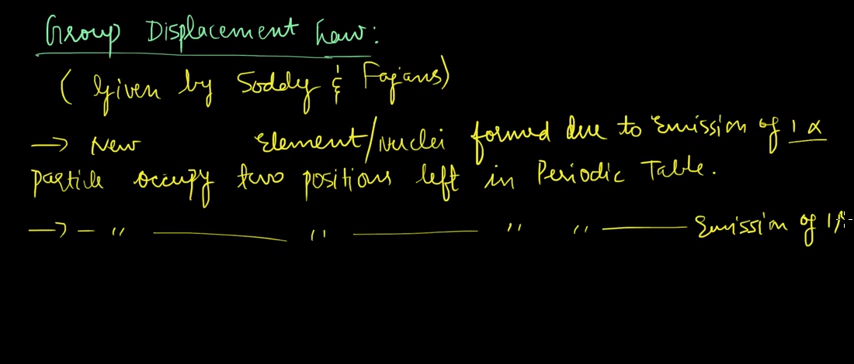 Group Displacement Law:
( Given by Soddy & Fajans)
→ New Element/Nuclei formed due to Emission of 1 α
particle occupy two positions left in Periodic Table.
→ - " ——— " ——— " " ——— Emission of 1 β-